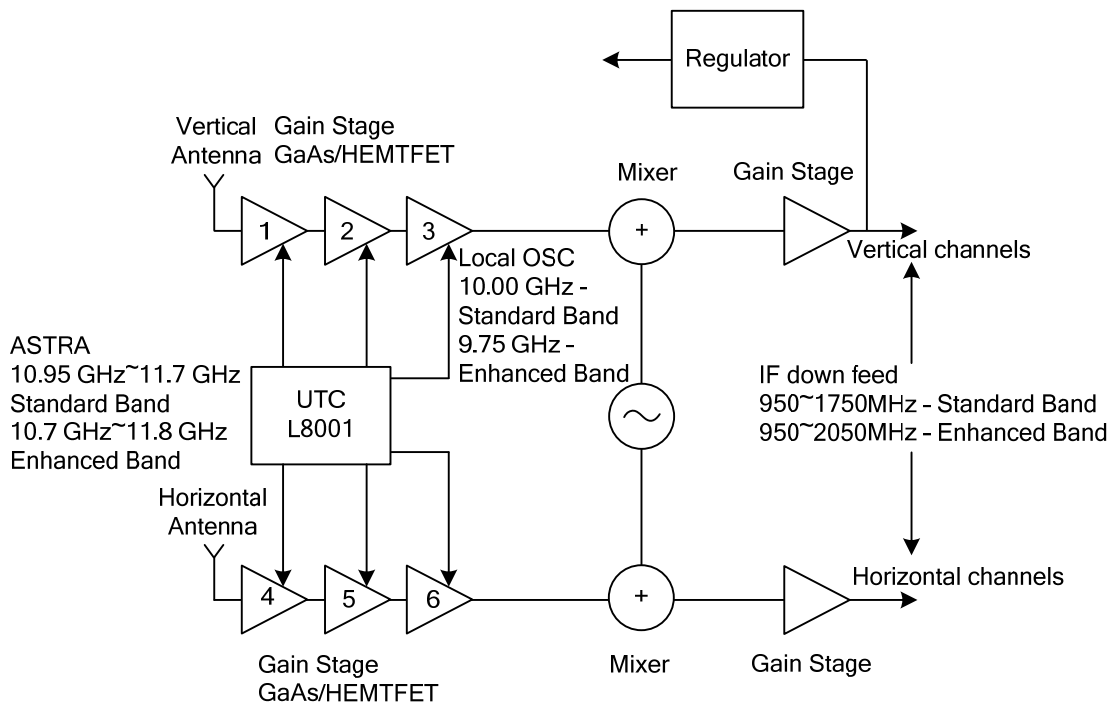 Regulator
Vertical
Antenna
Gain Stage
GaAs/HEMTFET
Mixer
Gain Stage
1
2
3
+
Vertical channels
Local OSC
10.00 GHz -
Standard Band
9.75 GHz -
Enhanced Band
ASTRA
10.95 GHz~11.7 GHz
Standard Band
10.7 GHz~11.8 GHz
Enhanced Band
UTC
L8001
IF down feed
950~1750MHz - Standard Band
950~2050MHz - Enhanced Band
Horizontal
Antenna
4
5
6
+
Horizontal channels
Gain Stage
GaAs/HEMTFET
Mixer
Gain Stage